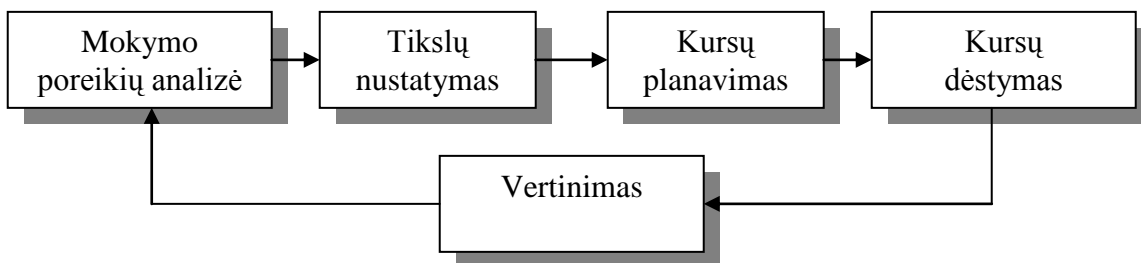 Mokymo
poreikių analizė
Tikslų
nustatymas
Kursų
planavimas
Kursų
dėstymas
Vertinimas